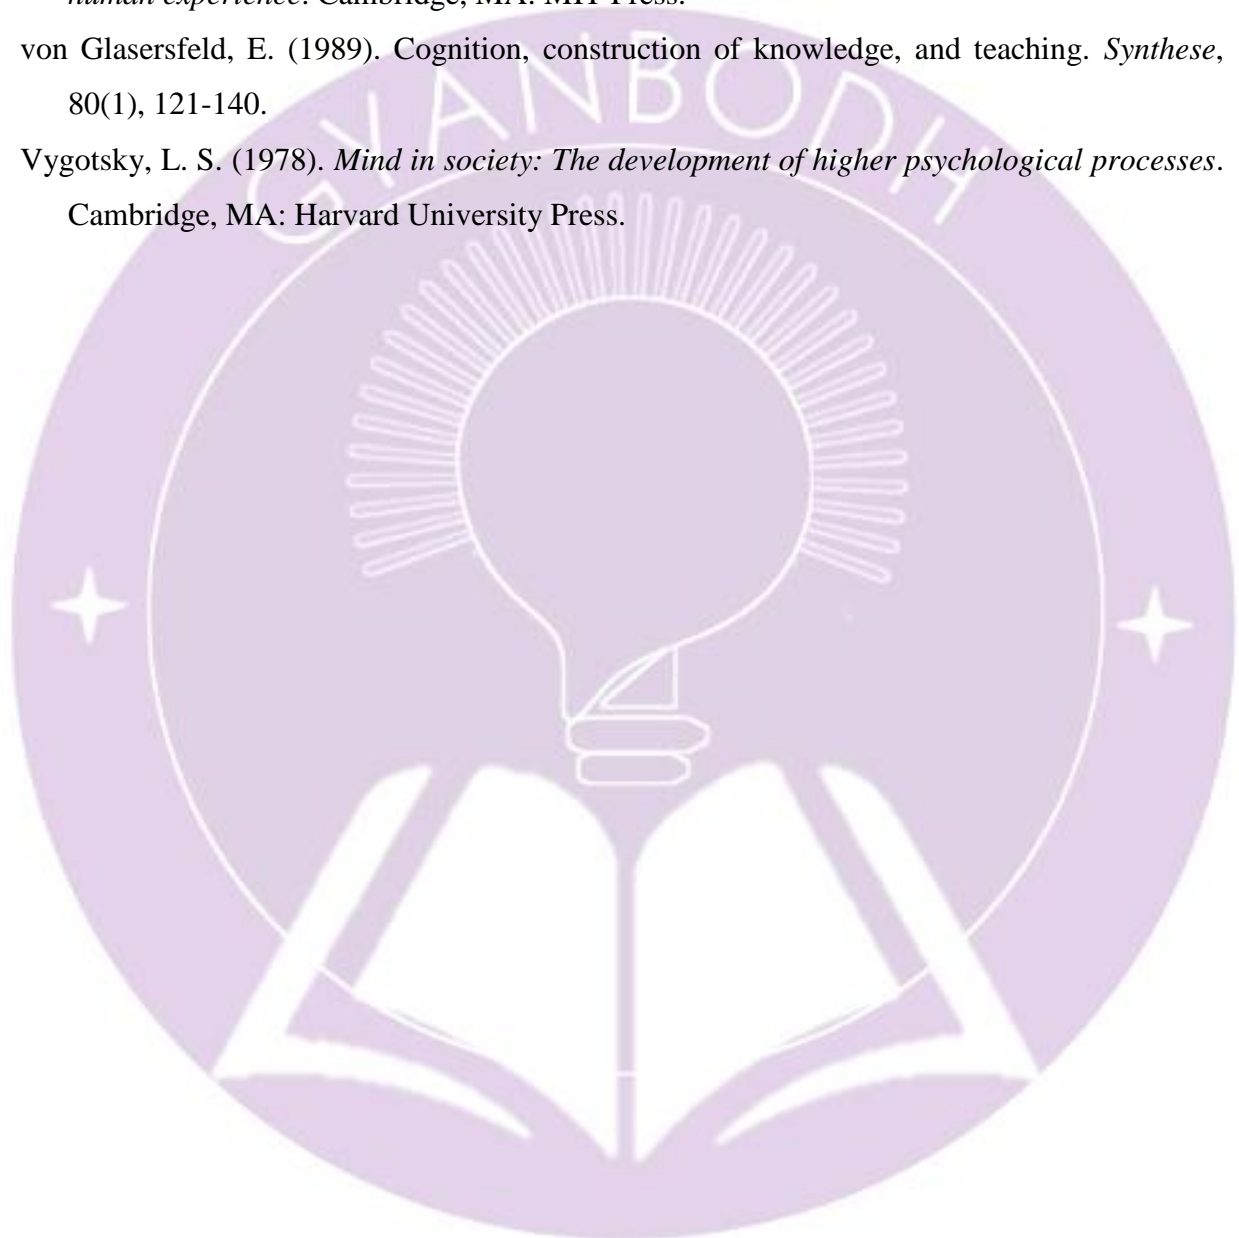 human experience. Cambridge, MA: MIT Press.
von Glasersfeld, E. (1989). Cognition, construction of knowledge, and teaching. Synthese,
80(1), 121-140.
Vygotsky, L. S. (1978). Mind in society: The development of higher psychological processes.
Cambridge, MA: Harvard University Press.
GYANBODH